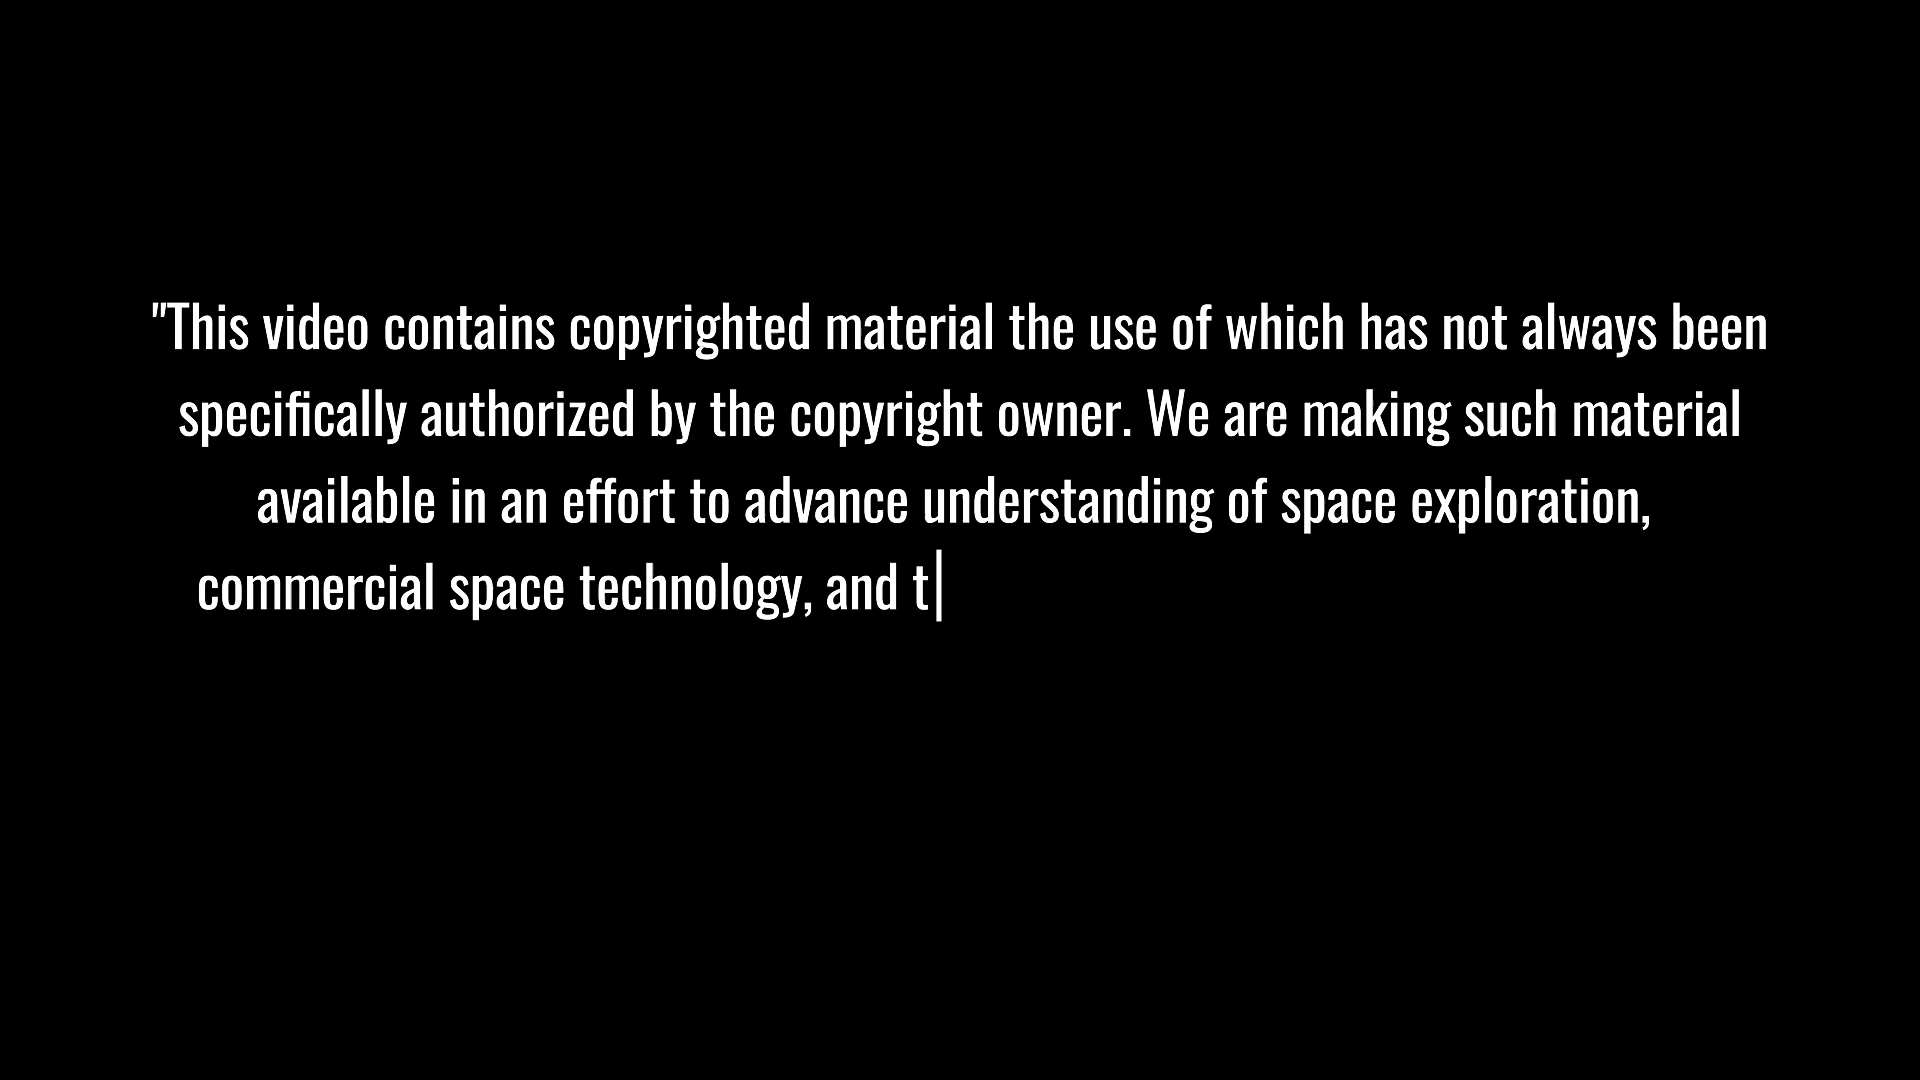 "This video contains copyrighted material the use of which has not always been
specifically authorized by the copyright owner. We are making such material
available in an effort to advance understanding of space exploration,
commercial space technology, and t